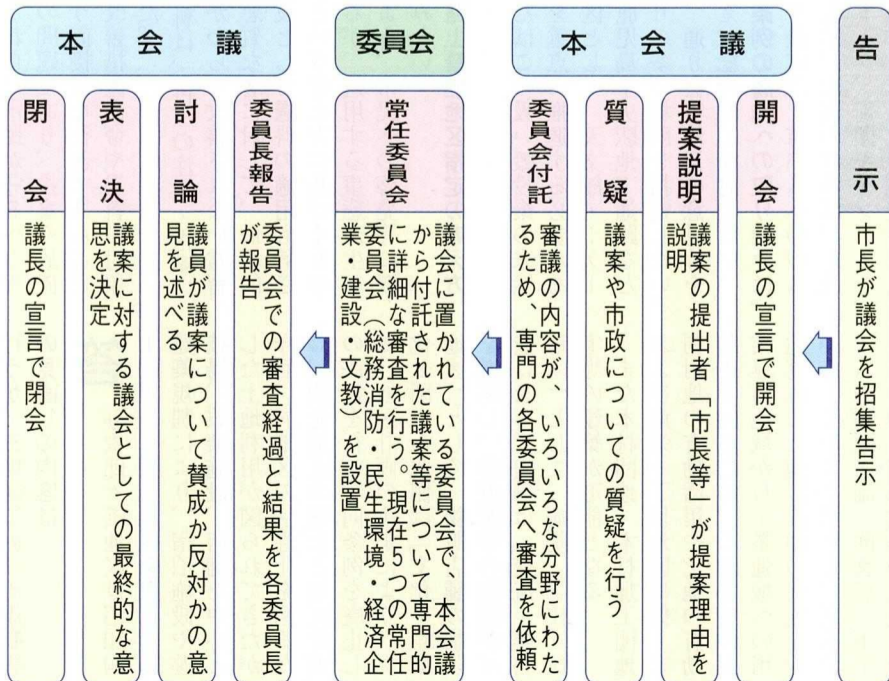 告示
市長が議会を招集告示
本会議
開会
議長の宣言で開会
提案説明
議案の提出者「市長等」が提案理由を
説明
質疑
議案や市政についての質疑を行う
委員会付託
審議の内容が、いろいろな分野にわた
るため、専門の各委員会へ審査を依頼
委員会
常任委員会
議会に置かれている委員会で、本会議
から付託された議案等について専門的
に詳細な審査を行う。現在5つの常任
委員会(総務消防・民生環境・経済企
業・建設・文教)を設置
本会議
委員長報告
委員会での審査経過と結果を各委員長
が報告
討論
議員が議案について賛成か反対かの意
見を述べる
表決
議案に対する議会としての最終的な意
思を決定
閉会
議長の宣言で閉会